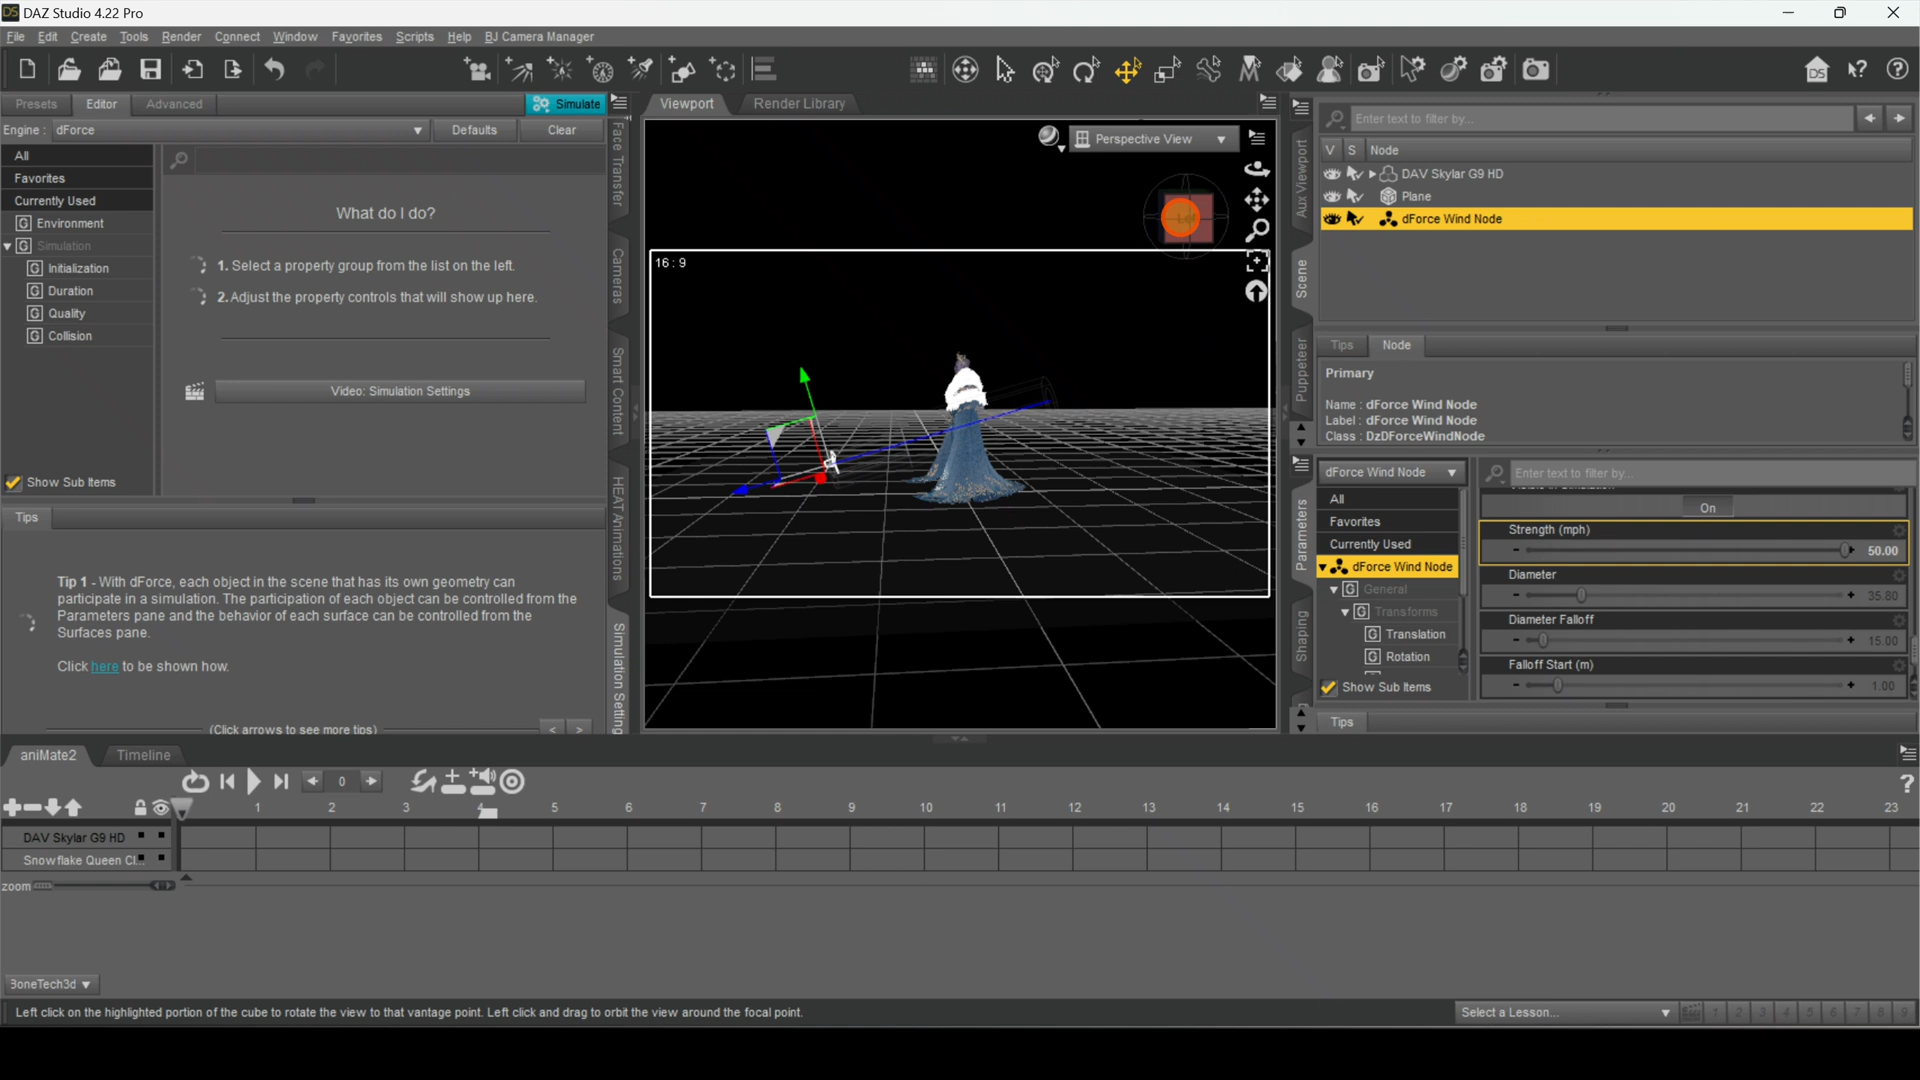 DAZ Studio 4.22 Pro
File Edit Create Tools Render Connect Window Favorites Scripts Help BJ Camera Manager
Presets Editor Advanced Simulate
Engine : dForce Defaults Clear
All
Favorites
Currently Used
Environment
Simulation
Initialization
Duration
Quality
Collision
Show Sub Items
What do I do?
1. Select a property group from the list on the left.
2. Adjust the property controls that will show up here.
Video: Simulation Settings
Tips
Tip 1 - With dForce, each object in the scene that has its own geometry can
participate in a simulation. The participation of each object can be controlled from the
Parameters pane and the behavior of each surface can be controlled from the
Surfaces pane.
Click here to be shown how.
(Click arrows to see more tips) < >
Face Transfer
Cameras
Smart Content
HEAT Animations
Simulation Setting
Viewport Render Library
Perspective View
16 : 9
Aux Viewport
Scene
Puppeteer
Parameters
Shaping
Enter text to filter by...
V S Node
DAV Skylar G9 HD
Plane
dForce Wind Node
Tips Node
Primary
Name : dForce Wind Node
Label : dForce Wind Node
Class : DzDForceWindNode
dForce Wind Node
Enter text to filter by...
All
Favorites
Currently Used
dForce Wind Node
General
Transforms
Translation
Rotation
Show Sub Items
On
Strength (mph)
50.00
Diameter
35.80
Diameter Falloff
15.00
Falloff Start (m)
1.00
Tips
aniMate2 Timeline
0
1 2 3 4 5 6 7 8 9 10 11 12 13 14 15 16 17 18 19 20 21 22 23
DAV Skylar G9 HD
Snowflake Queen Cl...
zoom
BoneTech3d
Left click on the highlighted portion of the cube to rotate the view to that vantage point. Left click and drag to orbit the view around the focal point.
Select a Lesson... 1 2 3 4 5 6 7 8 9